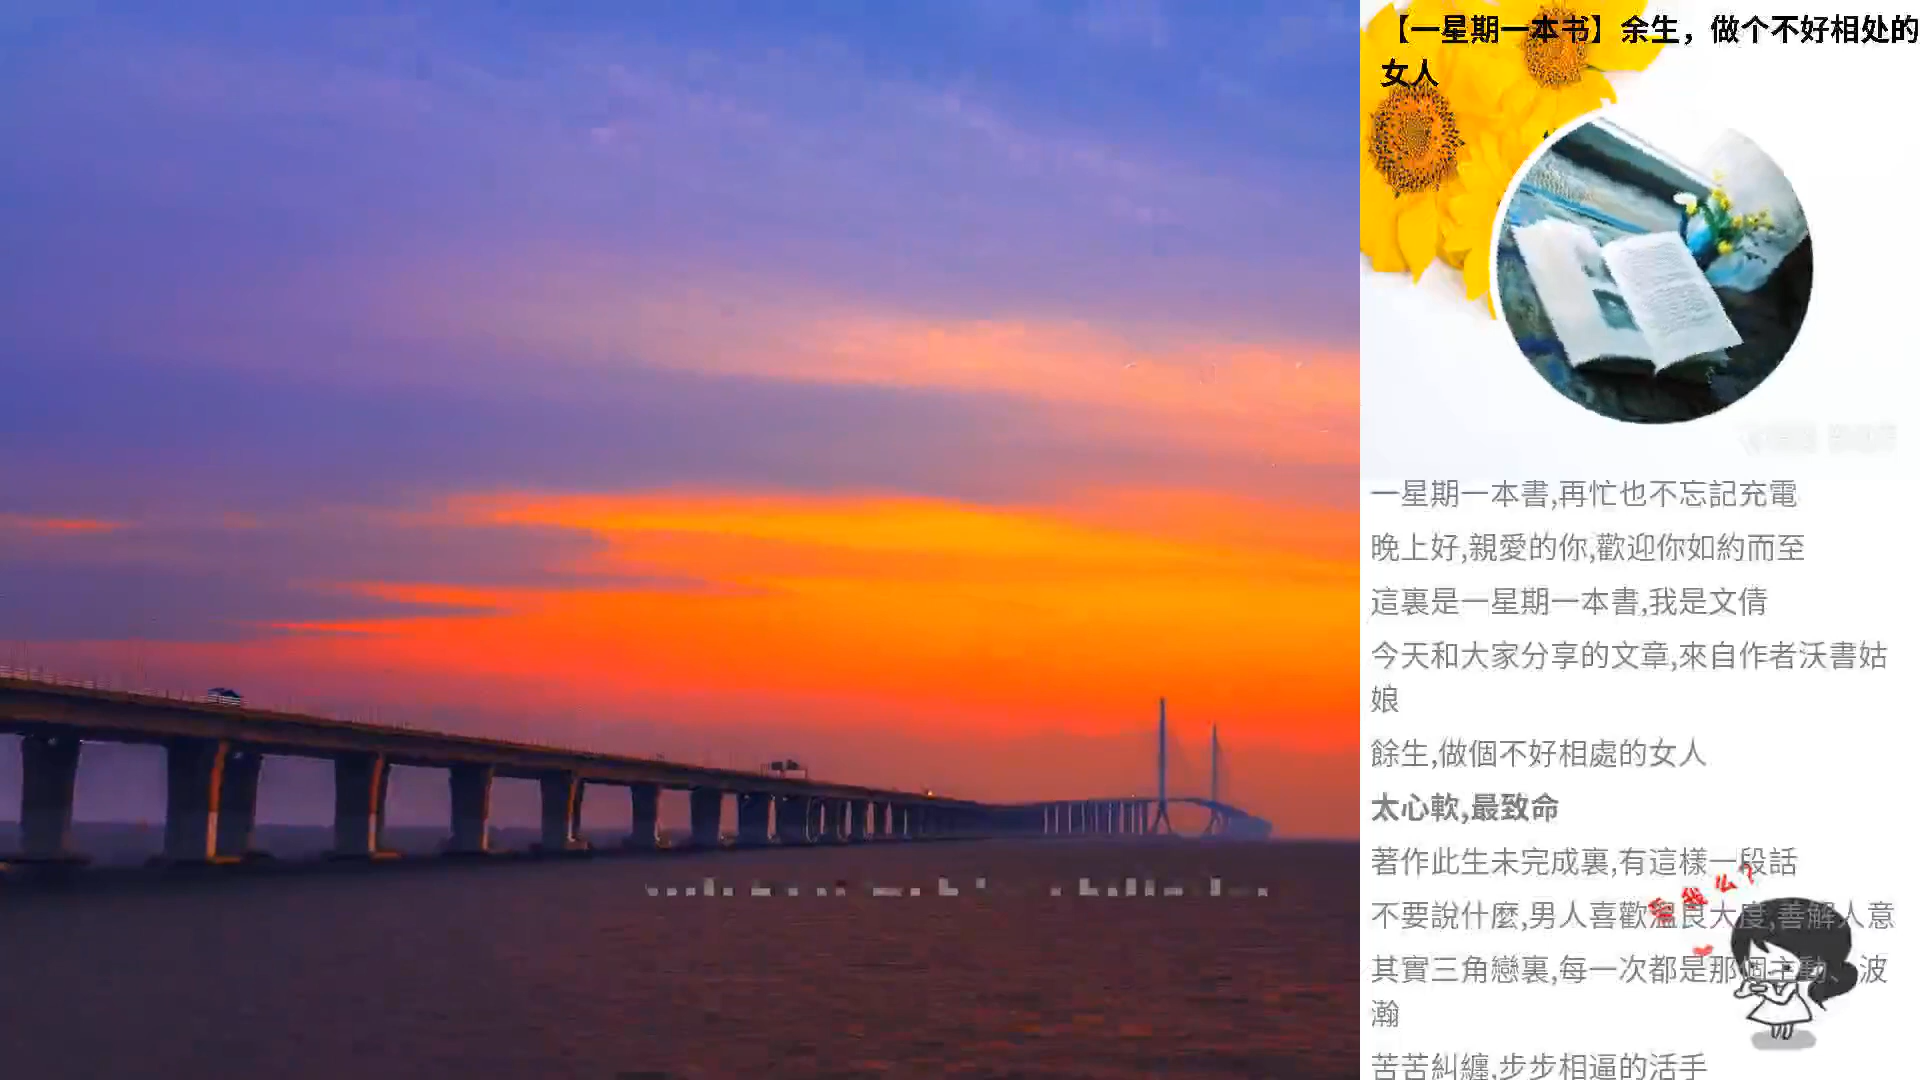 【一星期一本书】余生，做个不好相处的
女人
一星期一本書,再忙也不忘記充電
晚上好,親愛的你,歡迎你如約而至
這裏是一星期一本書,我是文倩
今天和大家分享的文章,來自作者沃書姑
娘
餘生,做個不好相處的女人
太心軟,最致命
著作此生未完成裏,有這樣一段話
不要說什麼,男人喜歡溫良大度,善解人意
其實三角戀裏,每一次都是那個主動、波
瀚
苦苦糾纏,步步相逼的活手